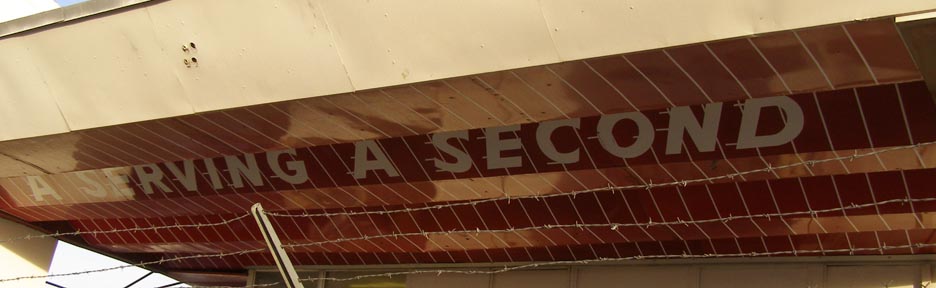 A SERVING A SECOND